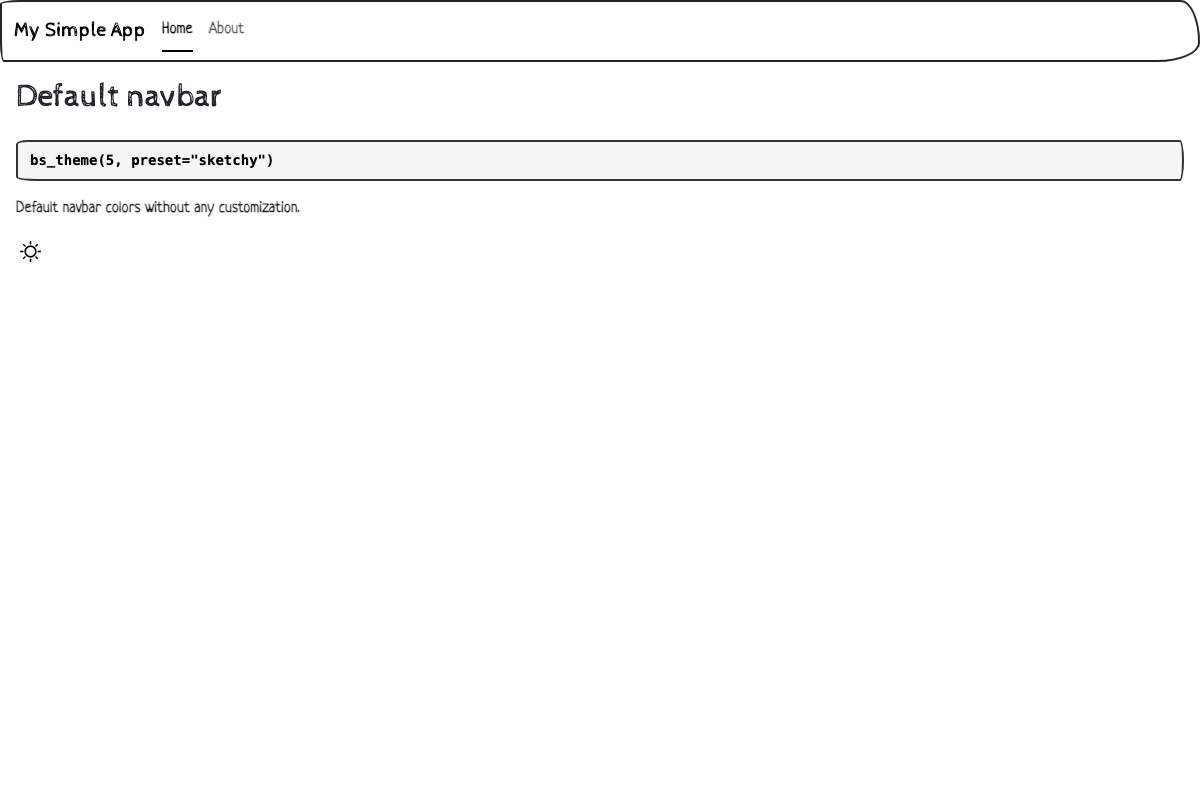 My Simple App Home About
Default navbar
bs_theme(5, preset="sketchy")
Default navbar colors without any customization.